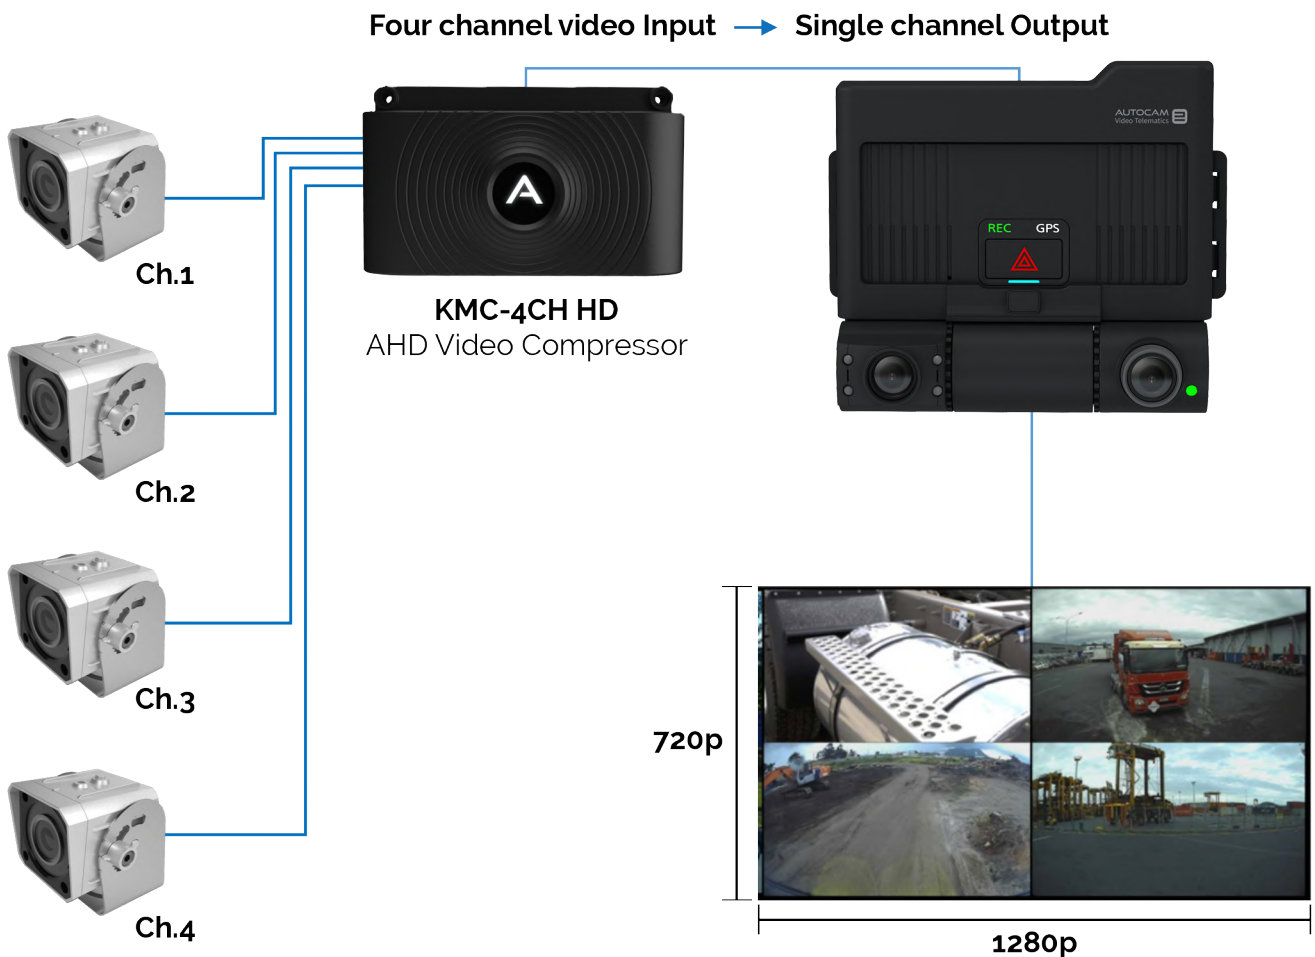 Four channel video Input → Single channel Output
AUTOCAM 2
Video Telematics
REC GPS
A
Ch.1
KMC-4CH HD
AHD Video Compressor
Ch.2
Ch.3
720p
Ch.4
1280p